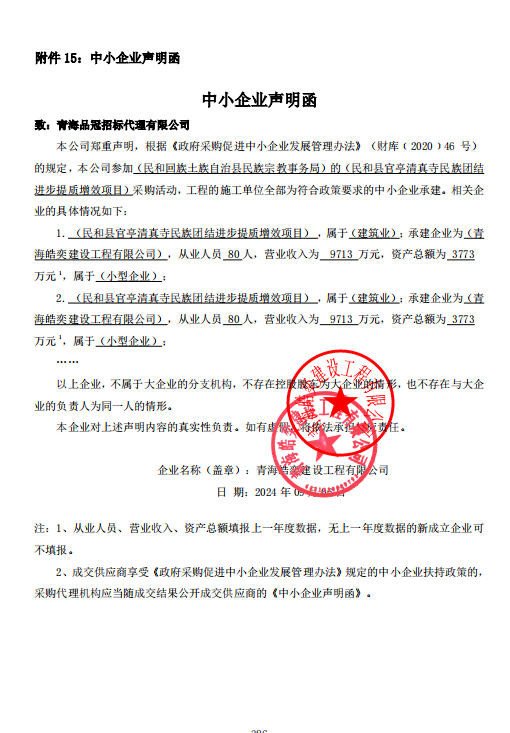 附件 15：中小企业声明函
中小企业声明函
致：青海品冠招标代理有限公司
本公司郑重声明，根据《政府采购促进中小企业发展管理办法》（财库﹝2020﹞46 号）
的规定，本公司参加（民和回族土族自治县民族宗教事务局）的（民和县官亭清真寺民族团结
进步提质增效项目）采购活动，工程的施工单位全部为符合政策要求的中小企业承建。相关企
业的具体情况如下：
1. （民和县官亭清真寺民族团结进步提质增效项目） ，属于（建筑业）；承建企业为（青
海皓奕建设工程有限公司），从业人员 80 人，营业收入为 9713 万元，资产总额为 3773
万元¹，属于（小型企业）；
2. （民和县官亭清真寺民族团结进步提质增效项目） ，属于（建筑业）；承建企业为（青
海皓奕建设工程有限公司），从业人员 80 人，营业收入为 9713 万元，资产总额为 3773
万元¹，属于（小型企业）；
……
以上企业，不属于大企业的分支机构，不存在控股股东为大企业的情形，也不存在与大企
业的负责人为同一人的情形。
本企业对上述声明内容的真实性负责。如有虚假，将依法承担相应责任。
企业名称（盖章）：青海皓奕建设工程有限公司
日 期：2024 年 日
注：1、从业人员、营业收入、资产总额填报上一年度数据，无上一年度数据的新成立企业可
不填报。
2、成交供应商享受《政府采购促进中小企业发展管理办法》规定的中小企业扶持政策的，
采购代理机构应当随成交结果公开成交供应商的《中小企业声明函》。